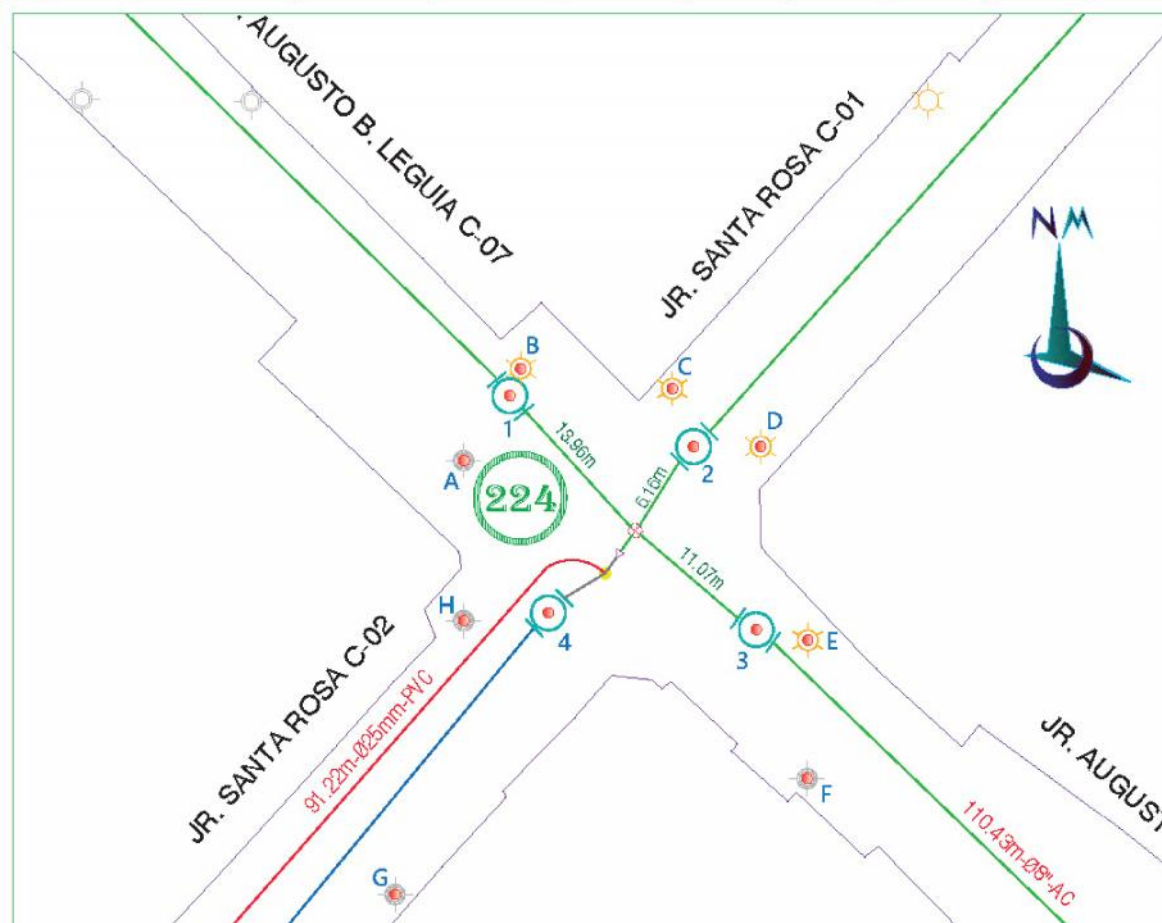 . AUGUSTO B. LEGUIA C-07
JR. SANTA ROSA C-01
NM
B
C
1
13.96m
D
2
A
224
6.16m
11.07m
H
4
3
E
JR. SANTA ROSA C-02
91.22m-Ø25mm-PVC
F
JR. AUGUST
110.43m-Ø8"-AC
G